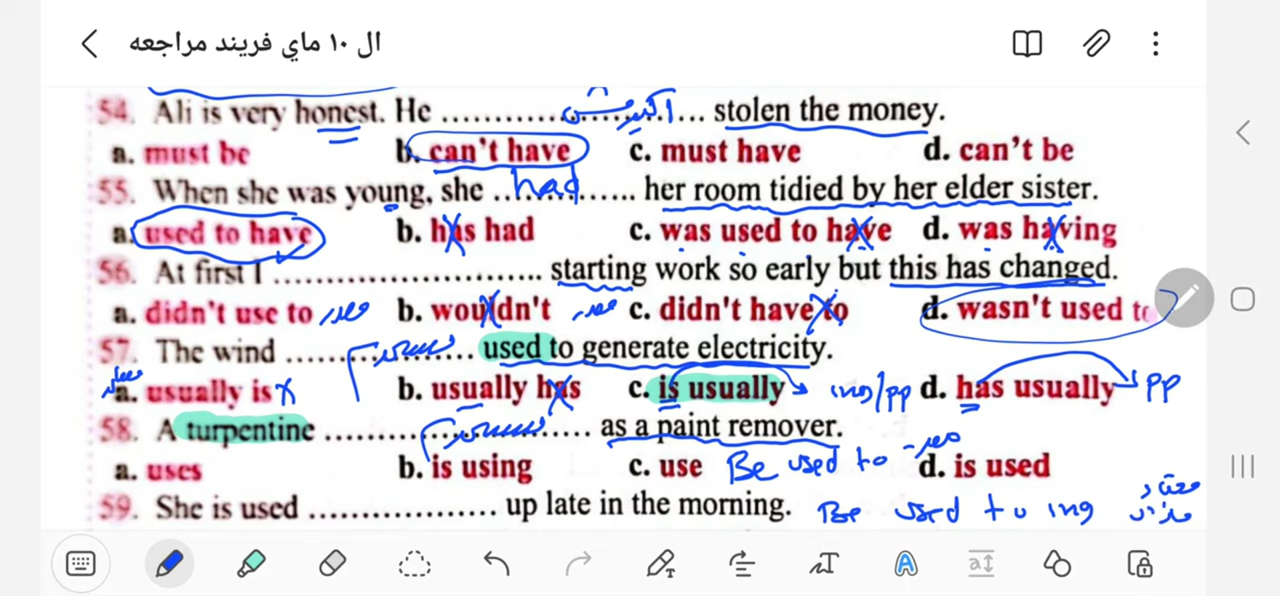 ال ١٠ ماي فريند مراجعه
54. Ali is very honest. He ........................ stolen the money.
a. must be b. can't have c. must have d. can't be
55. When she was young, she ... had ...... her room tidied by her elder sister.
a. used to have b. has had c. was used to have d. was having
56. At first I ............................ starting work so early but this has changed.
a. didn't use to مصدر b. wouldn't مصدر c. didn't have to d. wasn't used to
57. The wind .................... used to generate electricity.
a. usually is x b. usually has c. is usually ing/pp d. has usually pp
58. A turpentine ............................ as a paint remover.
a. uses b. is using c. use Be used to مصدر d. is used
59. She is used ................... up late in the morning. Be used to ing